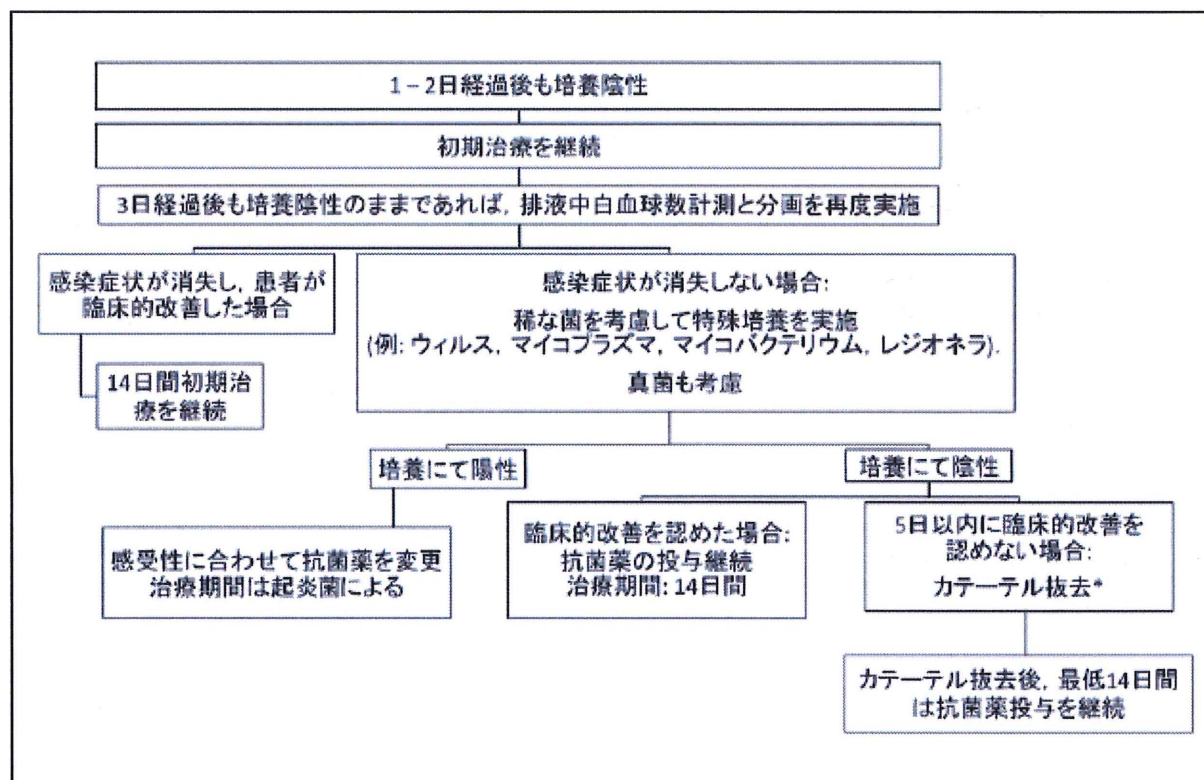 1–2日経過後も培養陰性
初期治療を継続
3日経過後も培養陰性のままであれば, 排液中白血球数計測と分画を再度実施
感染症状が消失し, 患者が
臨床的改善した場合
14日間初期治
療を継続
感染症状が消失しない場合:
稀な菌を考慮して特殊培養を実施
(例: ウィルス, マイコプラズマ, マイコバクテリウム, レジオネラ).
真菌も考慮
培養にて陽性
培養にて陰性
感受性に合わせて抗菌薬を変更
治療期間は起炎菌による
臨床的改善を認めた場合:
抗菌薬の投与継続
治療期間: 14日間
5日以内に臨床的改善を
認めない場合:
カテーテル抜去*
カテーテル抜去後, 最低14日間
は抗菌薬投与を継続